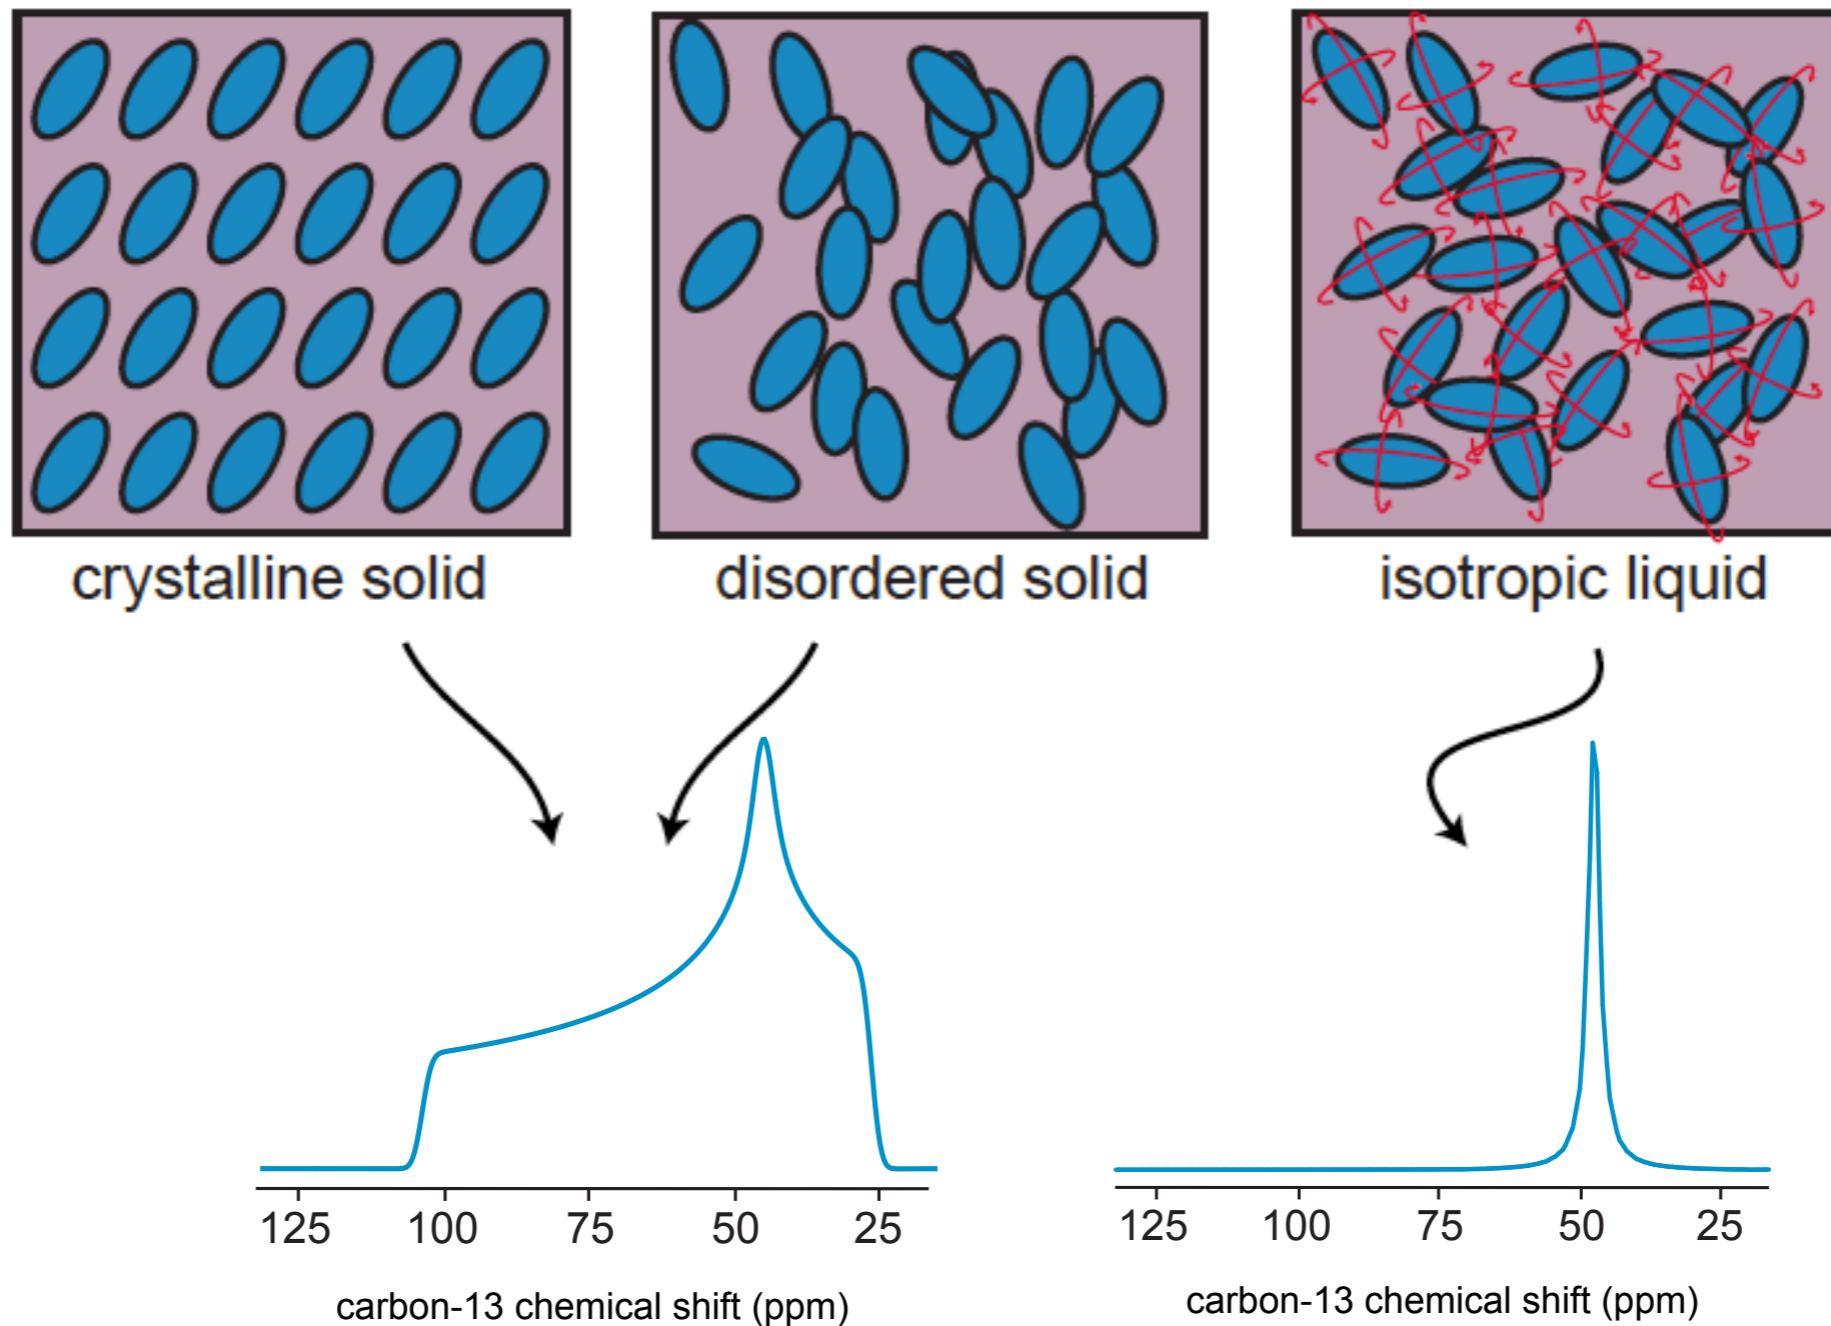 crystalline solid
disordered solid
isotropic liquid
125 100 75 50 25
carbon-13 chemical shift (ppm)
125 100 75 50 25
carbon-13 chemical shift (ppm)